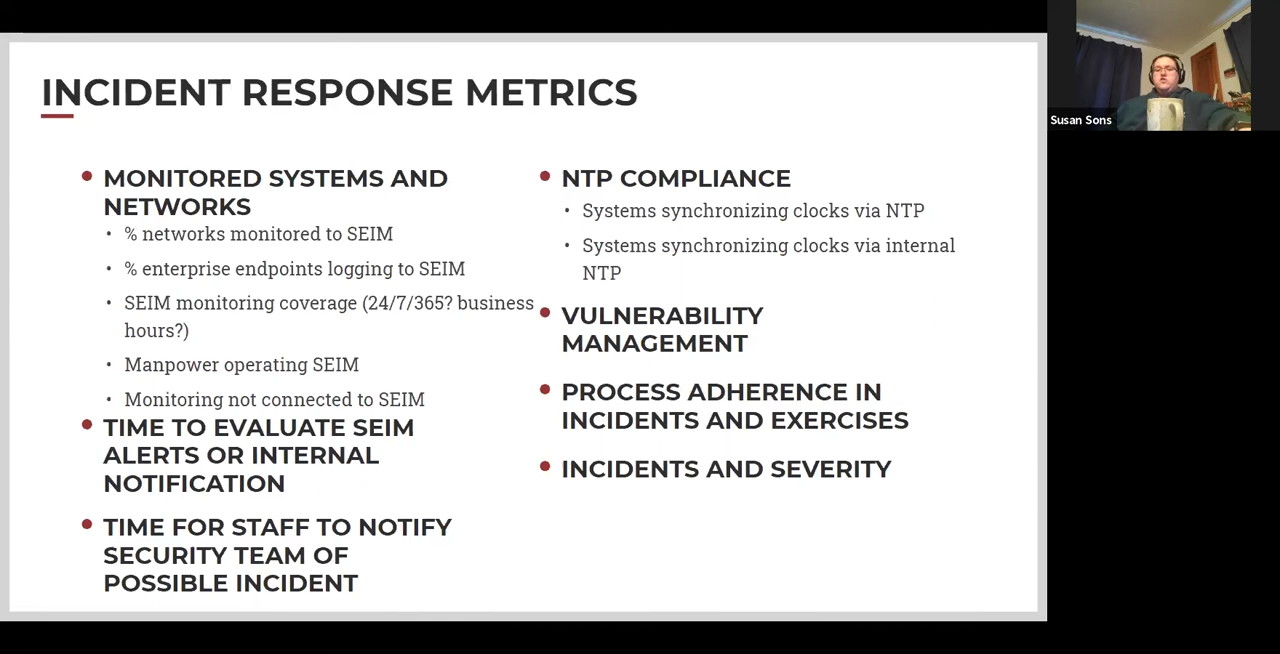 INCIDENT RESPONSE METRICS
MONITORED SYSTEMS AND
NETWORKS
% networks monitored to SEIM
% enterprise endpoints logging to SEIM
SEIM monitoring coverage (24/7/365? business
hours?)
Manpower operating SEIM
Monitoring not connected to SEIM
TIME TO EVALUATE SEIM
ALERTS OR INTERNAL
NOTIFICATION
TIME FOR STAFF TO NOTIFY
SECURITY TEAM OF
POSSIBLE INCIDENT
NTP COMPLIANCE
Systems synchronizing clocks via NTP
Systems synchronizing clocks via internal
NTP
VULNERABILITY
MANAGEMENT
PROCESS ADHERENCE IN
INCIDENTS AND EXERCISES
INCIDENTS AND SEVERITY
Susan Sons